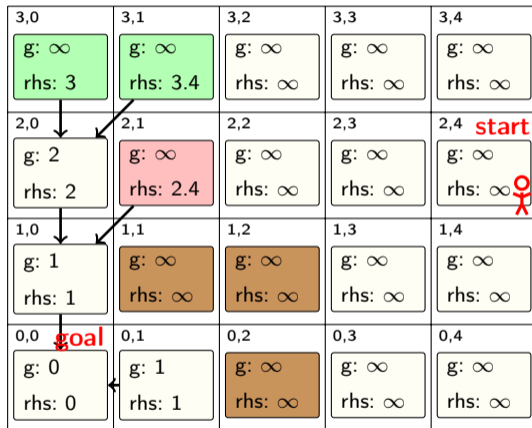 3,0 3,1 3,2 3,3 3,4
g: ∞ g: ∞ g: ∞ g: ∞ g: ∞
rhs: 3 rhs: 3.4 rhs: ∞ rhs: ∞ rhs: ∞
2,0 2,1 2,2 2,3 2,4 start
g: 2 g: ∞ g: ∞ g: ∞ g: ∞
rhs: 2 rhs: 2.4 rhs: ∞ rhs: ∞ rhs: ∞
1,0 1,1 1,2 1,3 1,4
g: 1 g: ∞ g: ∞ g: ∞ g: ∞
rhs: 1 rhs: ∞ rhs: ∞ rhs: ∞ rhs: ∞
0,0 goal 0,1 0,2 0,3 0,4
g: 0 g: 1 g: ∞ g: ∞ g: ∞
rhs: 0 rhs: 1 rhs: ∞ rhs: ∞ rhs: ∞